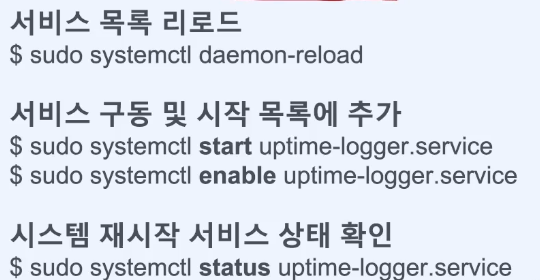 서비스 목록 리로드
$ sudo systemctl daemon-reload
서비스 구동 및 시작 목록에 추가
$ sudo systemctl start uptime-logger.service
$ sudo systemctl enable uptime-logger.service
시스템 재시작 서비스 상태 확인
$ sudo systemctl status uptime-logger.service